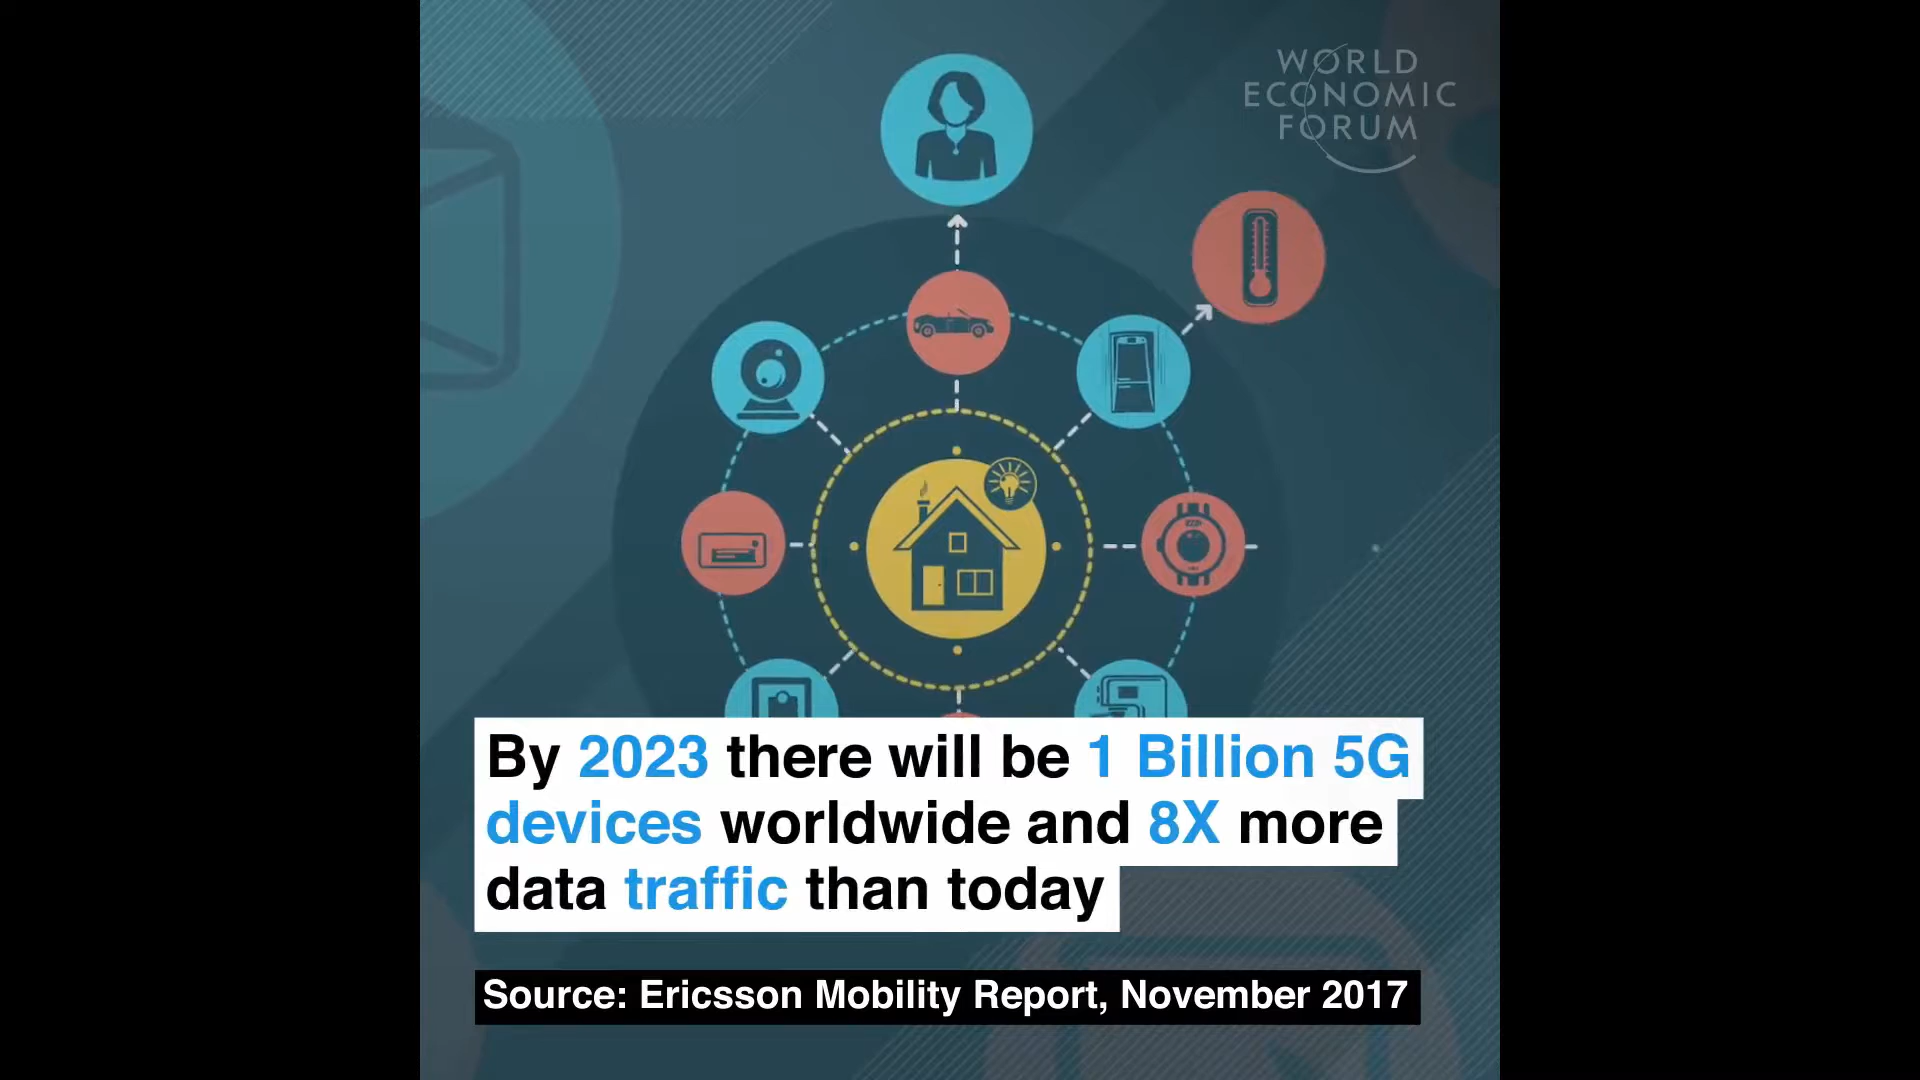 WORLD
ECONOMIC
FORUM
By 2023 there will be 1 Billion 5G
devices worldwide and 8X more
data traffic than today
Source: Ericsson Mobility Report, November 2017